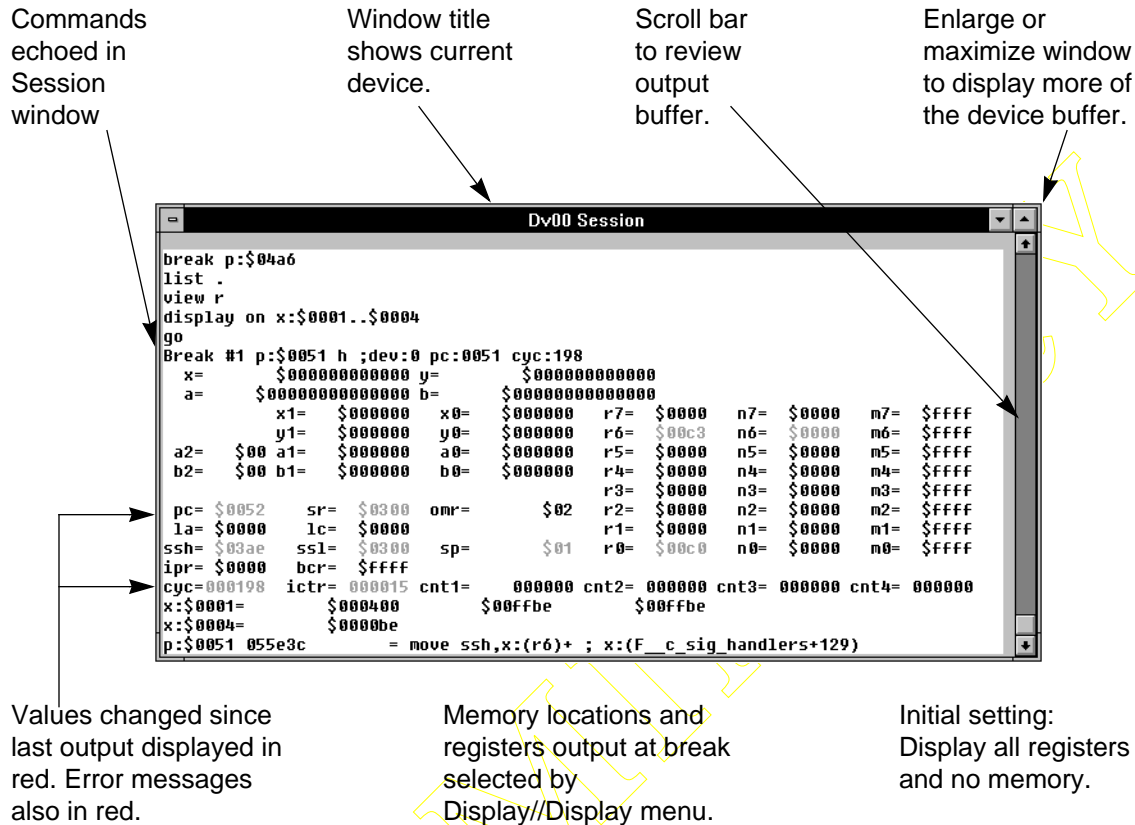 Commands
echoed in
Session
window
Window title
shows current
device.
Scroll bar
to review
output
buffer.
Enlarge or
maximize window
to display more of
the device buffer.
Dv00 Session
break p:$04a6
list .
view r
display on x:$0001..$0004
go
Break #1 p:$0051 h ;dev:0 pc:0051 cyc:198
x= $000000000000 y= $000000000000
a= $00000000000000 b= $00000000000000
x1= $000000 x0= $000000 r7= $0000 n7= $0000 m7= $ffff
y1= $000000 y0= $000000 r6= $00c3 n6= $0000 m6= $ffff
a2= $00 a1= $000000 a0= $000000 r5= $0000 n5= $0000 m5= $ffff
b2= $00 b1= $000000 b0= $000000 r4= $0000 n4= $0000 m4= $ffff
r3= $0000 n3= $0000 m3= $ffff
pc= $0052 sr= $0300 omr= $02 r2= $0000 n2= $0000 m2= $ffff
la= $0000 lc= $0000 r1= $0000 n1= $0000 m1= $ffff
ssh= $03ae ssl= $0300 sp= $01 r0= $00c0 n0= $0000 m0= $ffff
ipr= $0000 bcr= $ffff
cyc=000198 ictr= 000015 cnt1= 000000 cnt2= 000000 cnt3= 000000 cnt4= 000000
x:$0001= $000400 $00ffbe $00ffbe
x:$0004= $0000be
p:$0051 055e3c = move ssh,x:(r6)+ ; x:(F__c_sig_handlers+129)
Values changed since
last output displayed in
red. Error messages
also in red.
Memory locations and
registers output at break
selected by
Display//Display menu.
Initial setting:
Display all registers
and no memory.